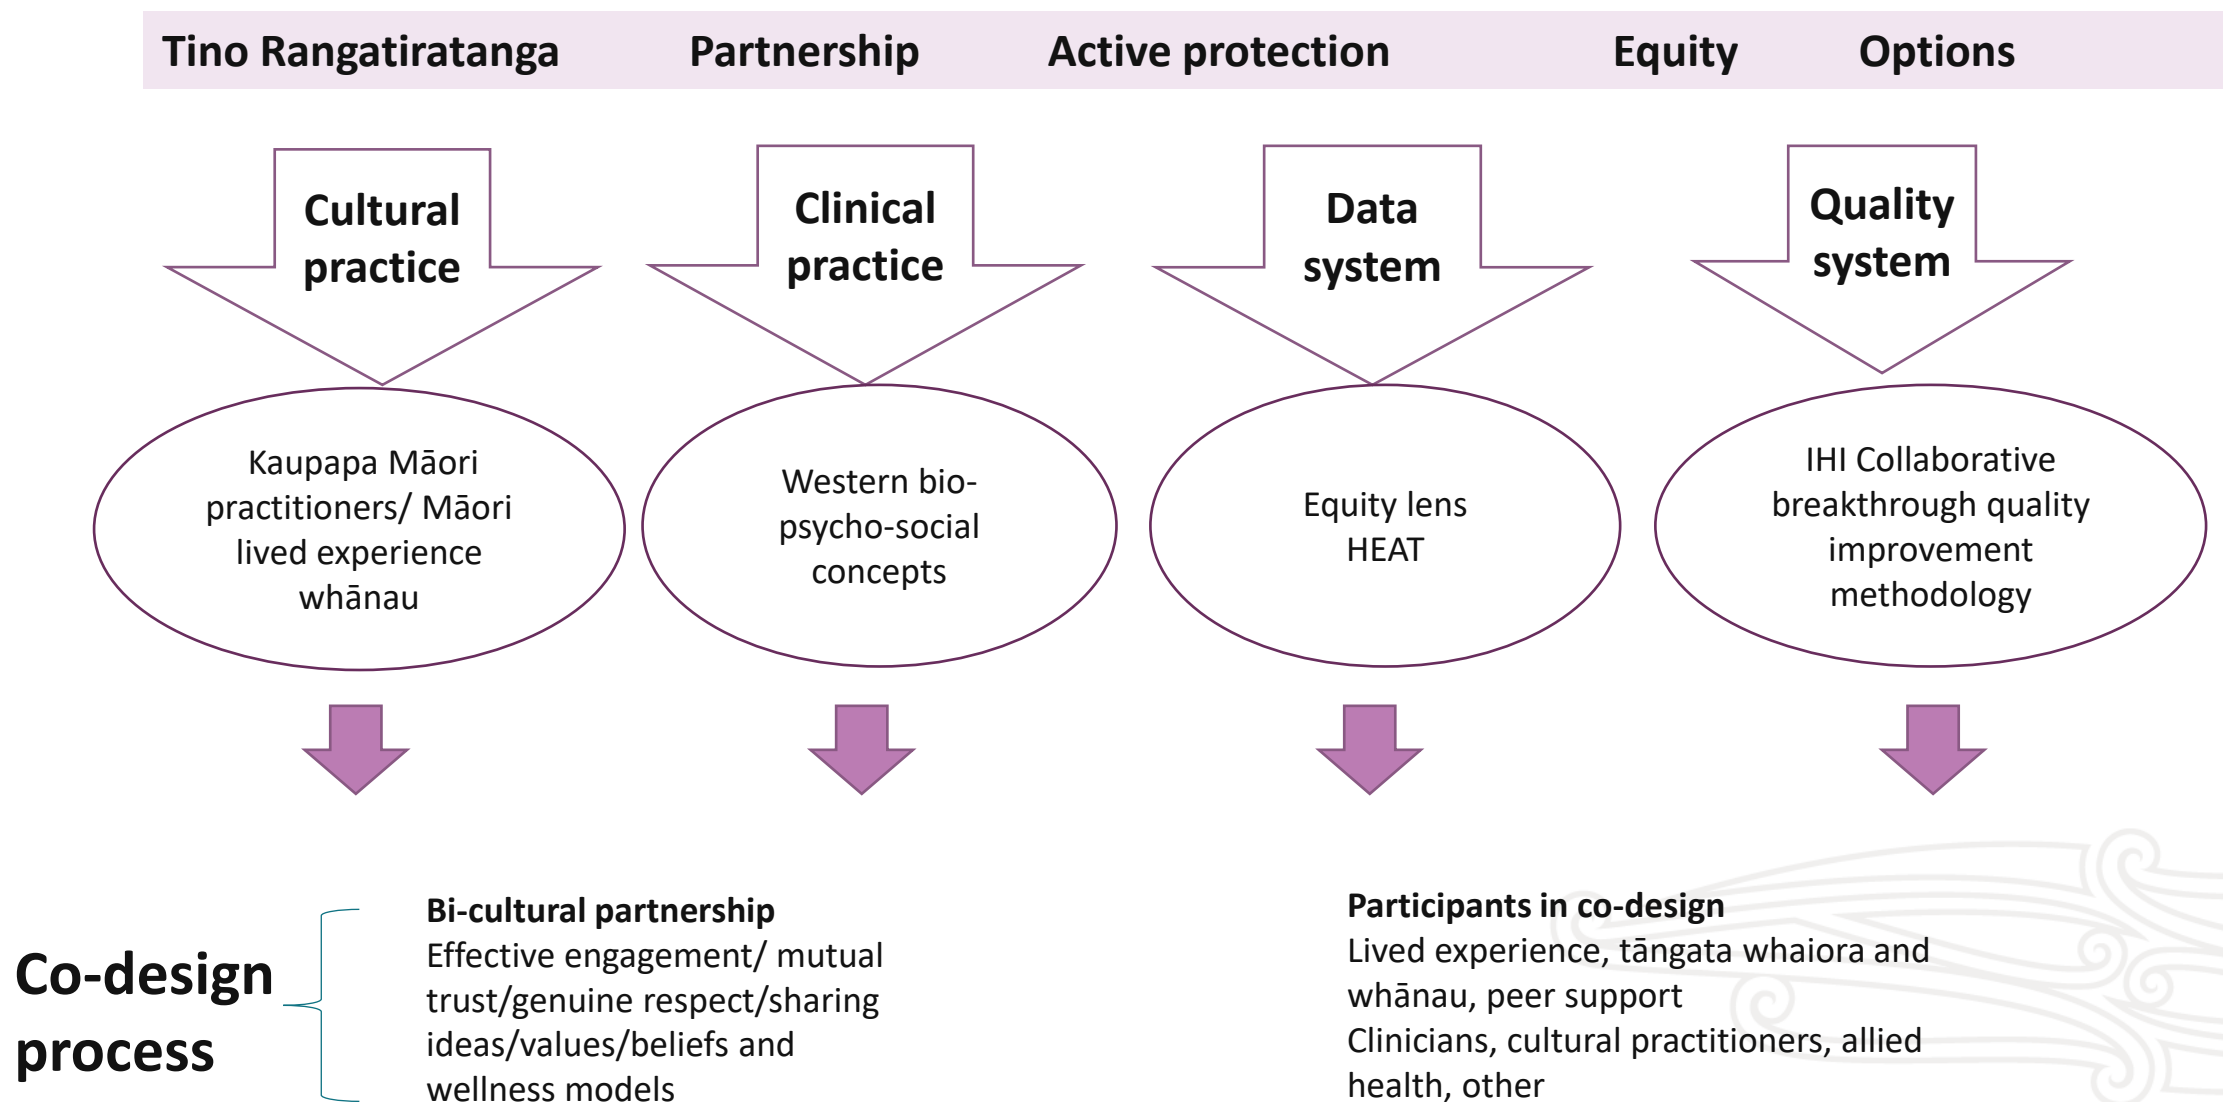 Tino Rangatiratanga Partnership Active protection Equity Options
Cultural
practice
Clinical
practice
Data
system
Quality
system
Kaupapa Māori
practitioners/ Māori
lived experience
whānau
Western bio-
psycho-social
concepts
Equity lens
HEAT
IHI Collaborative
breakthrough quality
improvement
methodology
Co-design
process
Bi-cultural partnership
Effective engagement/ mutual
trust/genuine respect/sharing
ideas/values/beliefs and
wellness models
Participants in co-design
Lived experience, tāngata whaiora and
whānau, peer support
Clinicians, cultural practitioners, allied
health, other